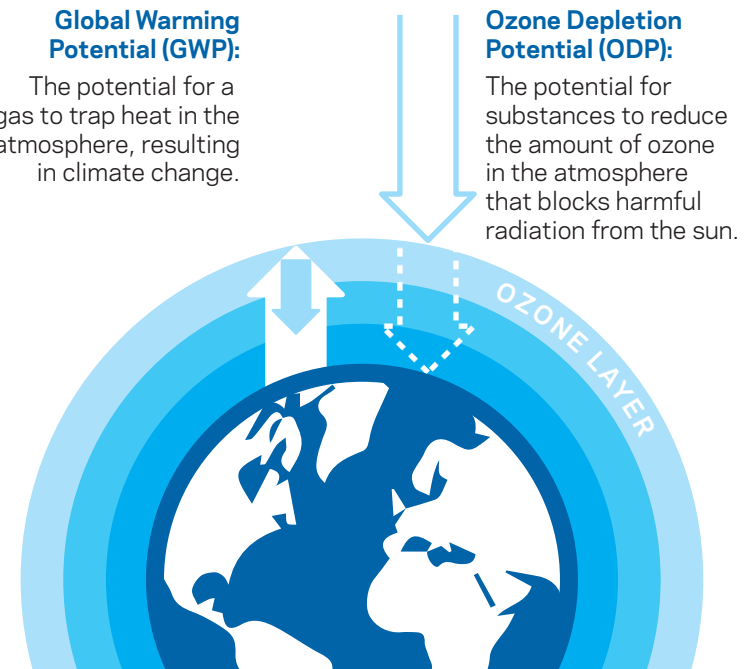 Global Warming
Potential (GWP):
The potential for a
gas to trap heat in the
atmosphere, resulting
in climate change.
Ozone Depletion
Potential (ODP):
The potential for
substances to reduce
the amount of ozone
in the atmosphere
that blocks harmful
radiation from the sun.
OZONE LAYER